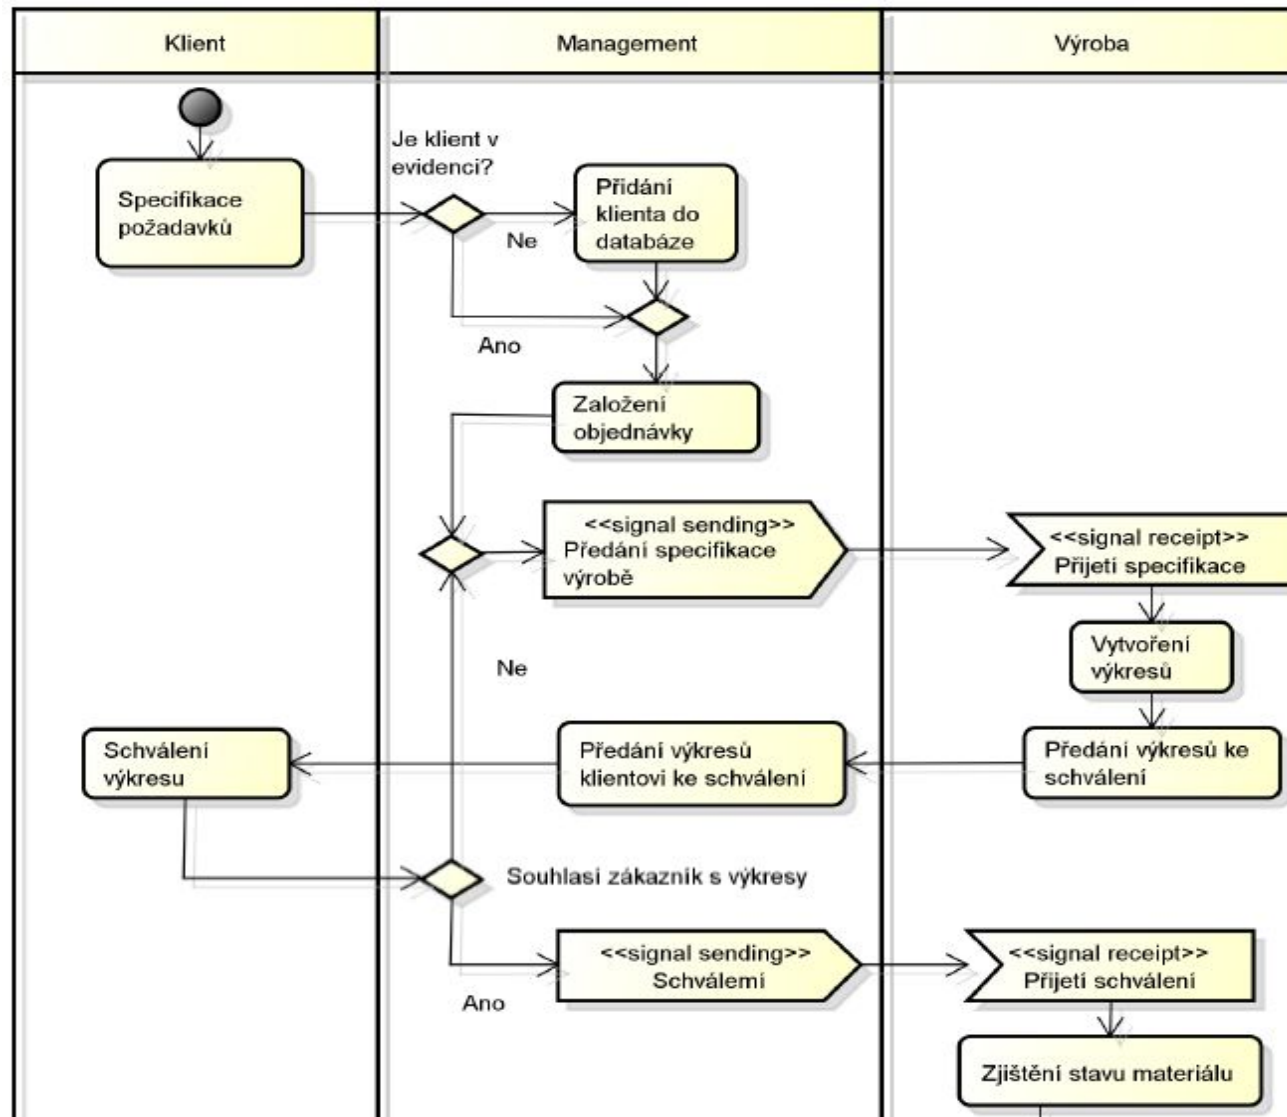 Klient
Management
Výroba
Je klient v
evidenci?
Specifikace
požadavků
Přidání
klienta do
databáze
Ne
Ano
Založení
objednávky
<<signal sending>>
Předání specifikace
výrobě
<<signal receipt>>
Přijetí specifikace
Vytvoření
výkresů
Ne
Schválení
výkresu
Předání výkresů
klientovi ke schválení
Předání výkresů ke
schválení
Souhlasí zákazník s výkresy
<<signal sending>>
Schválemí
<<signal receipt>>
Přijetí schválení
Ano
Zjištění stavu materiálu